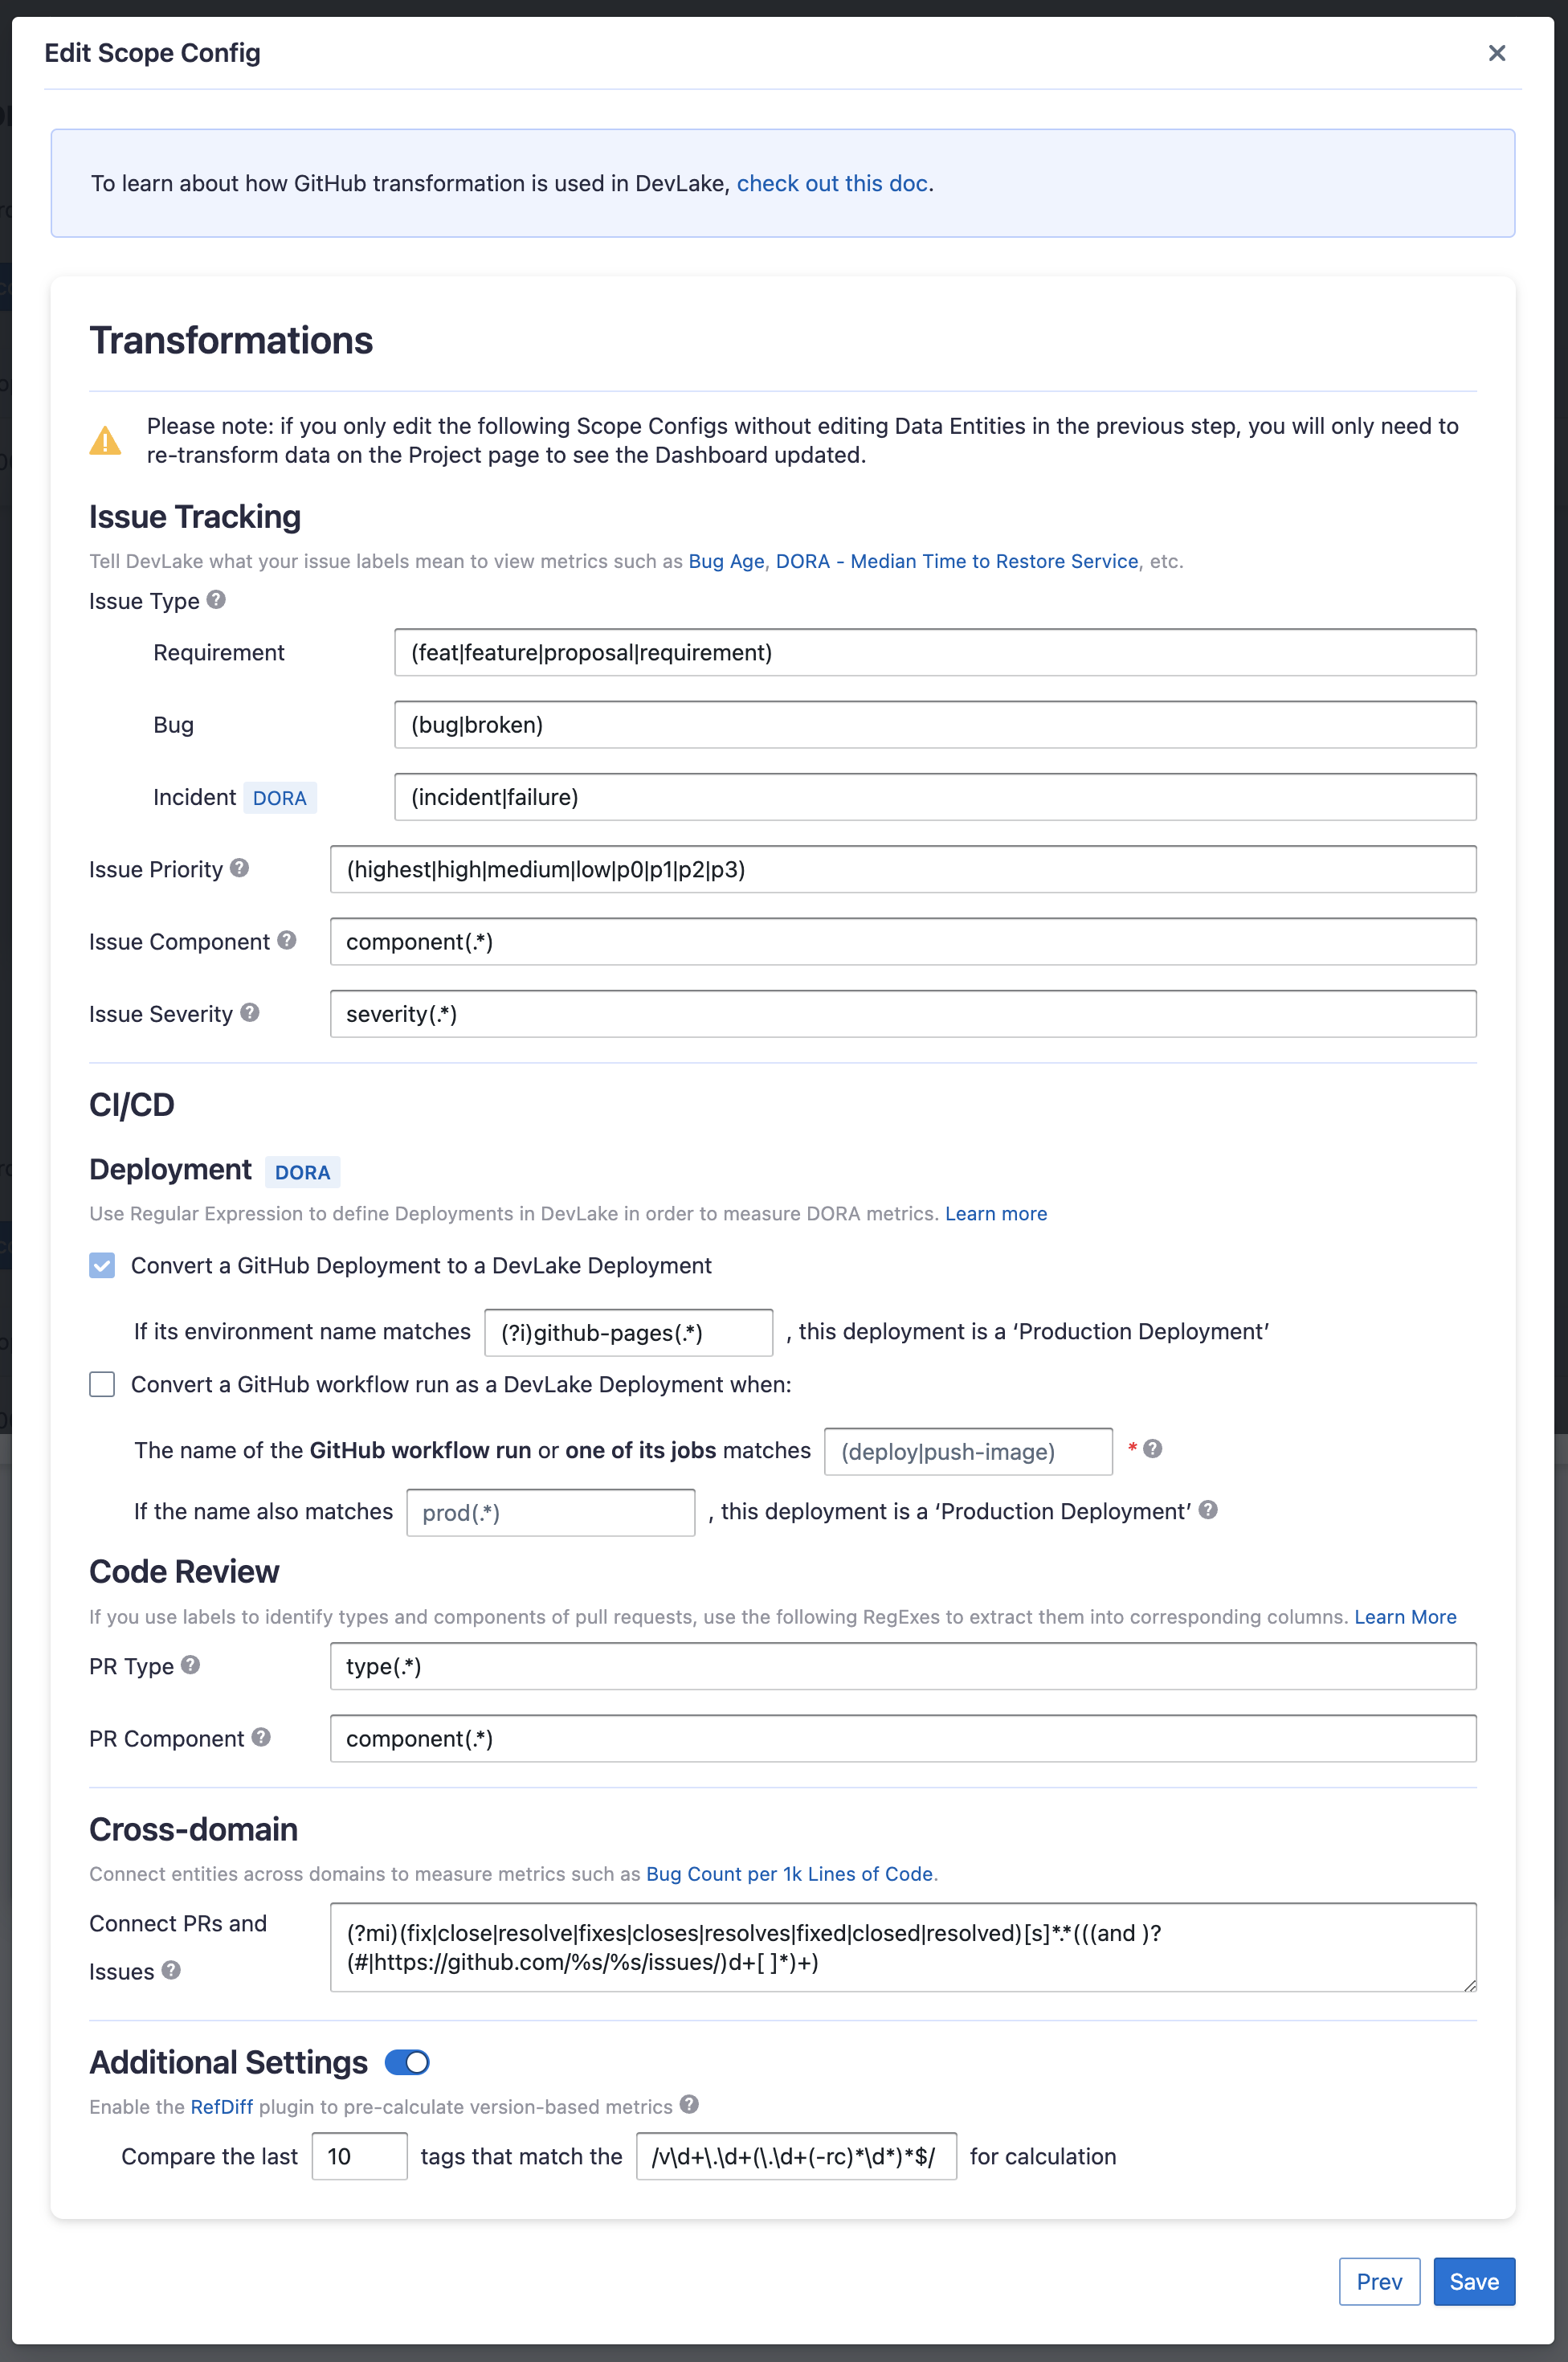 Edit Scope Config
To learn about how GitHub transformation is used in DevLake, check out this doc.
Transformations
Please note: if you only edit the following Scope Configs without editing Data Entities in the previous step, you will only need to
re-transform data on the Project page to see the Dashboard updated.
Issue Tracking
Tell DevLake what your issue labels mean to view metrics such as Bug Age, DORA - Median Time to Restore Service, etc.
Issue Type
Requirement (feat|feature|proposal|requirement)
Bug (bug|broken)
Incident DORA (incident|failure)
Issue Priority (highest|high|medium|low|p0|p1|p2|p3)
Issue Component component(.*)
Issue Severity severity(.*)
CI/CD
Deployment DORA
Use Regular Expression to define Deployments in DevLake in order to measure DORA metrics. Learn more
Convert a GitHub Deployment to a DevLake Deployment
If its environment name matches (?i)github-pages(.*) , this deployment is a ‘Production Deployment’
Convert a GitHub workflow run as a DevLake Deployment when:
The name of the GitHub workflow run or one of its jobs matches (deploy|push-image) *
If the name also matches prod(.*) , this deployment is a ‘Production Deployment’
Code Review
If you use labels to identify types and components of pull requests, use the following RegExes to extract them into corresponding columns. Learn More
PR Type type(.*)
PR Component component(.*)
Cross-domain
Connect entities across domains to measure metrics such as Bug Count per 1k Lines of Code.
Connect PRs and
Issues
(?mi)(fix|close|resolve|fixes|closes|resolves|fixed|closed|resolved)[s]*.*(((and )?
(#|https://github.com/%s/%s/issues/)d+[ ]*)+)
Additional Settings
Enable the RefDiff plugin to pre-calculate version-based metrics
Compare the last 10 tags that match the /v\d+\.\d+(\.\d+(-rc)*\d*)*$/ for calculation
Prev Save